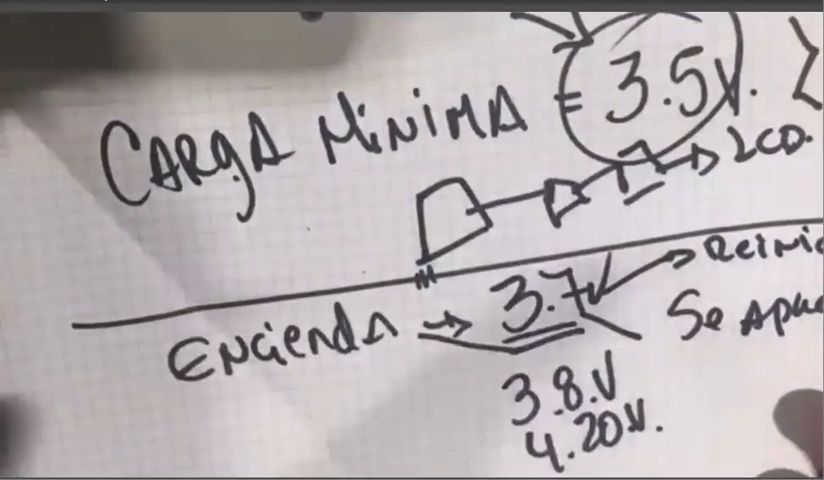 CARGA MINIMA = 3.5V.
LCD.
ENCIENDA → 3.7V → Reini
Se Apa
3.8.V
4.20V.